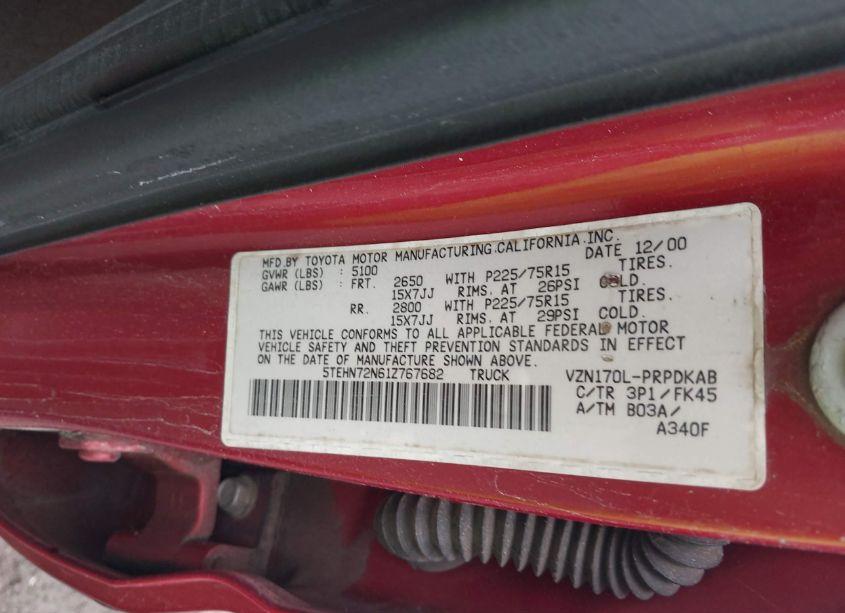 MFD.BY TOYOTA MOTOR MANUFACTURING.CALIFORNIA.INC.
GVWR (LBS) : 5100 DATE 12/00
GAWR (LBS) : FRT. 2650 WITH P225/75R15 TIRES.
15X7JJ RIMS. AT 26PSI COLD.
RR. 2800 WITH P225/75R15 TIRES.
15X7JJ RIMS. AT 29PSI COLD.
THIS VEHICLE CONFORMS TO ALL APPLICABLE FEDERAL MOTOR
VEHICLE SAFETY AND THEFT PREVENTION STANDARDS IN EFFECT
ON THE DATE OF MANUFACTURE SHOWN ABOVE.
5TEHN72N61Z767682 TRUCK VZN170L-PRPDKAB
C/TR 3P1/FK45
A/TM B03A/
A340F